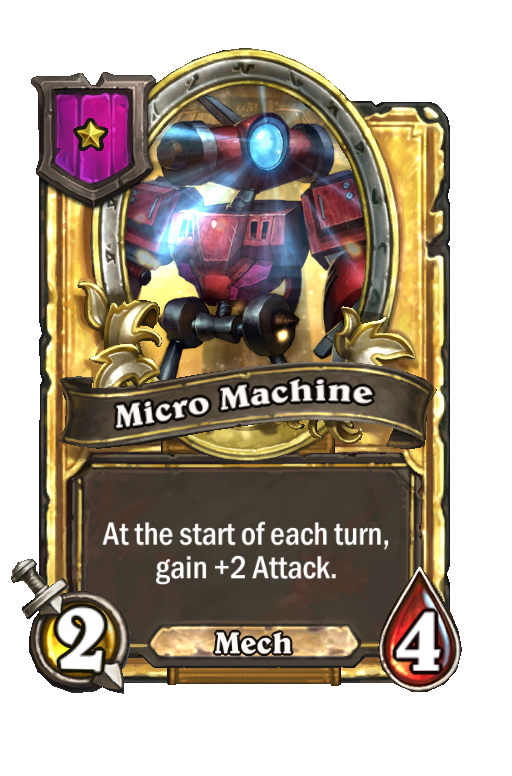 Micro Machine
At the start of each turn,
gain +2 Attack.
2
Mech
4